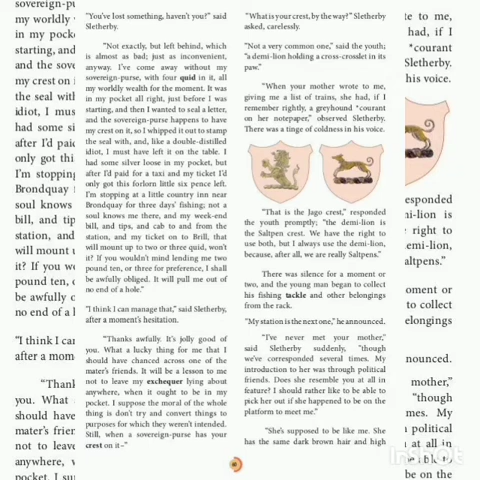 "You've lost something, haven't you?" said
Sletherby.
"Not exactly, but left behind, which
is almost as bad; just as inconvenient,
anyway. I've come away without my
sovereign-purse, with four quid in it, all
my worldly wealth for the moment. It was
in my pocket all right, just before I was
starting, and then I wanted to seal a letter,
and the sovereign-purse happens to have
my crest on it, so I whipped it out to stamp
the seal with, and, like a double-distilled
idiot, I must have left it on the table. I
had some silver loose in my pocket, but
after I'd paid for a taxi and my ticket I'd
only got this forlorn little six pence left.
I'm stopping at a little country inn near
Brondquay for three days' fishing; not a
soul knows me there, and my week-end
bill, and tips, and cab to and from the
station, and my ticket on to Brill, that
will mount up to two or three quid, won't
it? If you wouldn't mind lending me two
pound ten, or three for preference, I shall
be awfully obliged. It will pull me out of
no end of a hole."
"I think I can manage that," said Sletherby,
after a moment's hesitation.
"Thanks awfully. It's jolly good of
you. What a lucky thing for me that I
should have chanced across one of the
mater's friends. It will be a lesson to me
not to leave my exchequer lying about
anywhere, when it ought to be in my
pocket. I suppose the moral of the whole
thing is don't try and convert things to
purposes for which they weren't intended.
Still, when a sovereign-purse has your
crest on it–"
"What is your crest, by the way?" Sletherby
asked, carelessly.
"Not a very common one," said the youth;
"a demi-lion holding a cross-crosslet in its
paw."
"When your mother wrote to me,
giving me a list of trains, she had, if I
remember rightly, a greyhound *courant
on her notepaper," observed Sletherby.
There was a tinge of coldness in his voice.
"That is the Jago crest," responded
the youth promptly; "the demi-lion is
the Saltpen crest. We have the right to
use both, but I always use the demi-lion,
because, after all, we are really Saltpens."
There was silence for a moment or
two, and the young man began to collect
his fishing tackle and other belongings
from the rack.
"My station is the next one," he announced.
"I've never met your mother,"
said Sletherby suddenly, "though
we've corresponded several times. My
introduction to her was through political
friends. Does she resemble you at all in
feature? I should rather like to be able to
pick her out if she happened to be on the
platform to meet me."
"She's supposed to be like me. She
has the same dark brown hair and high
InShot